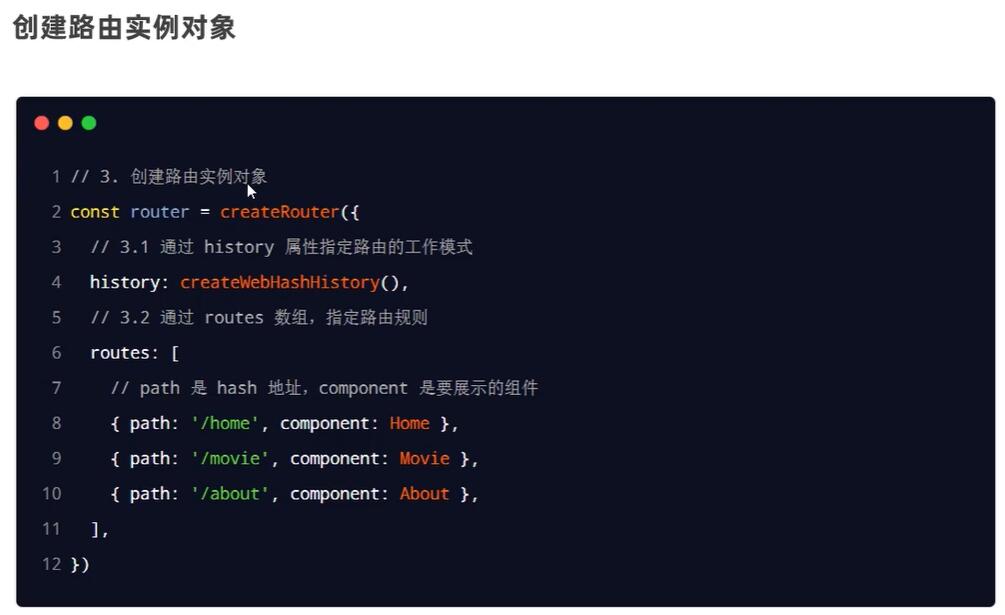 创建路由实例对象
1 // 3. 创建路由实例对象
2 const router = createRouter({
3   // 3.1 通过 history 属性指定路由的工作模式
4   history: createWebHashHistory(),
5   // 3.2 通过 routes 数组，指定路由规则
6   routes: [
7     // path 是 hash 地址，component 是要展示的组件
8     { path: '/home', component: Home },
9     { path: '/movie', component: Movie },
10     { path: '/about', component: About },
11   ],
12 })